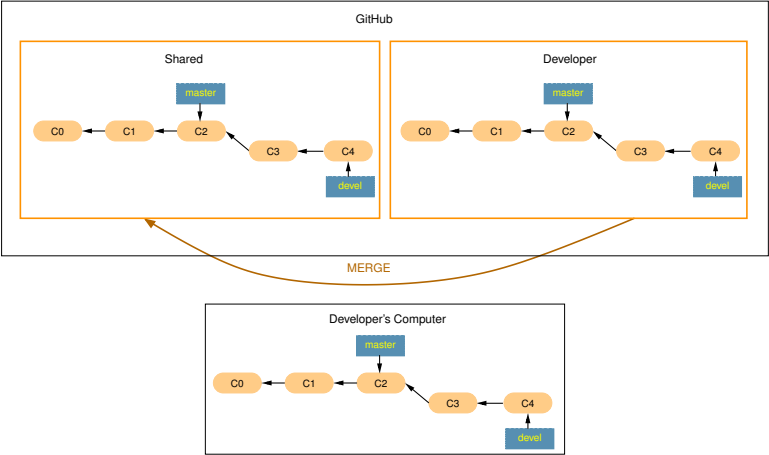 GitHub
Shared
master
C0 C1 C2
C3 C4
devel
Developer
master
C0 C1 C2
C3 C4
devel
MERGE
Developer's Computer
master
C0 C1 C2
C3 C4
devel